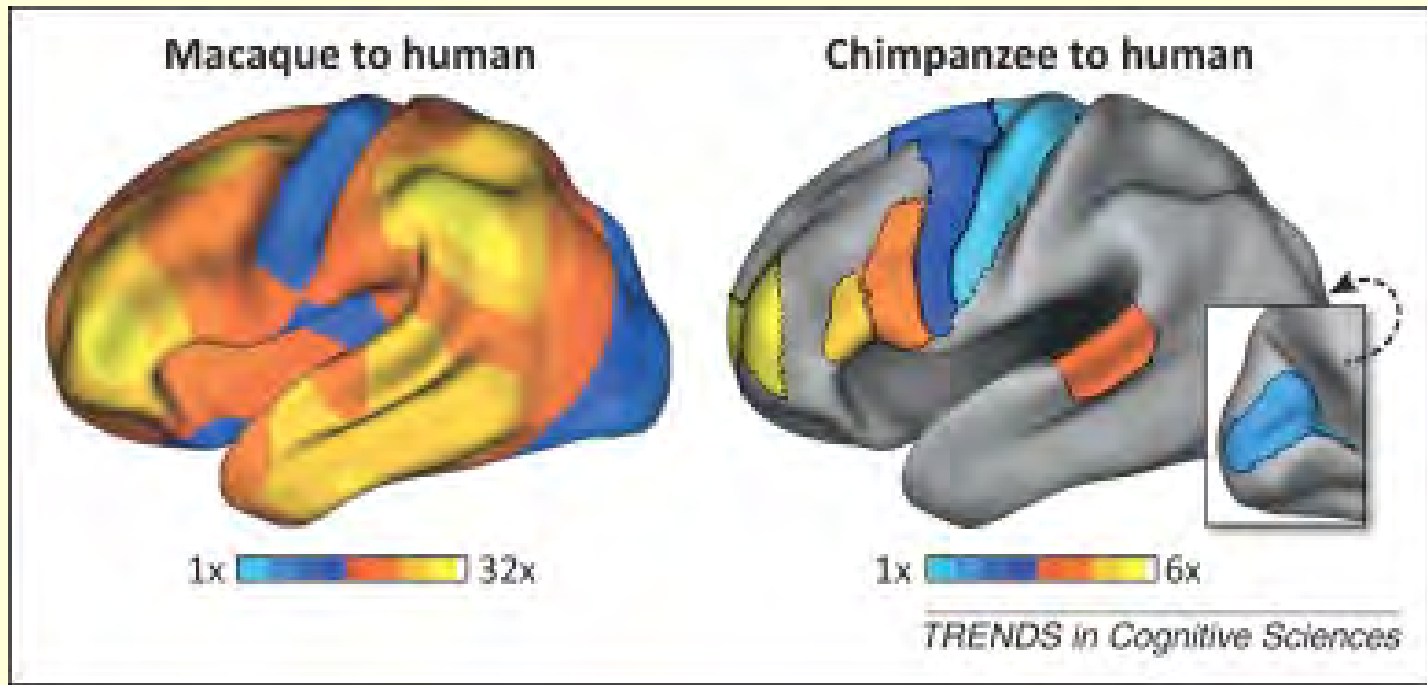 Macaque to human
Chimpanzee to human
1x 32x
1x 6x
TRENDS in Cognitive Sciences